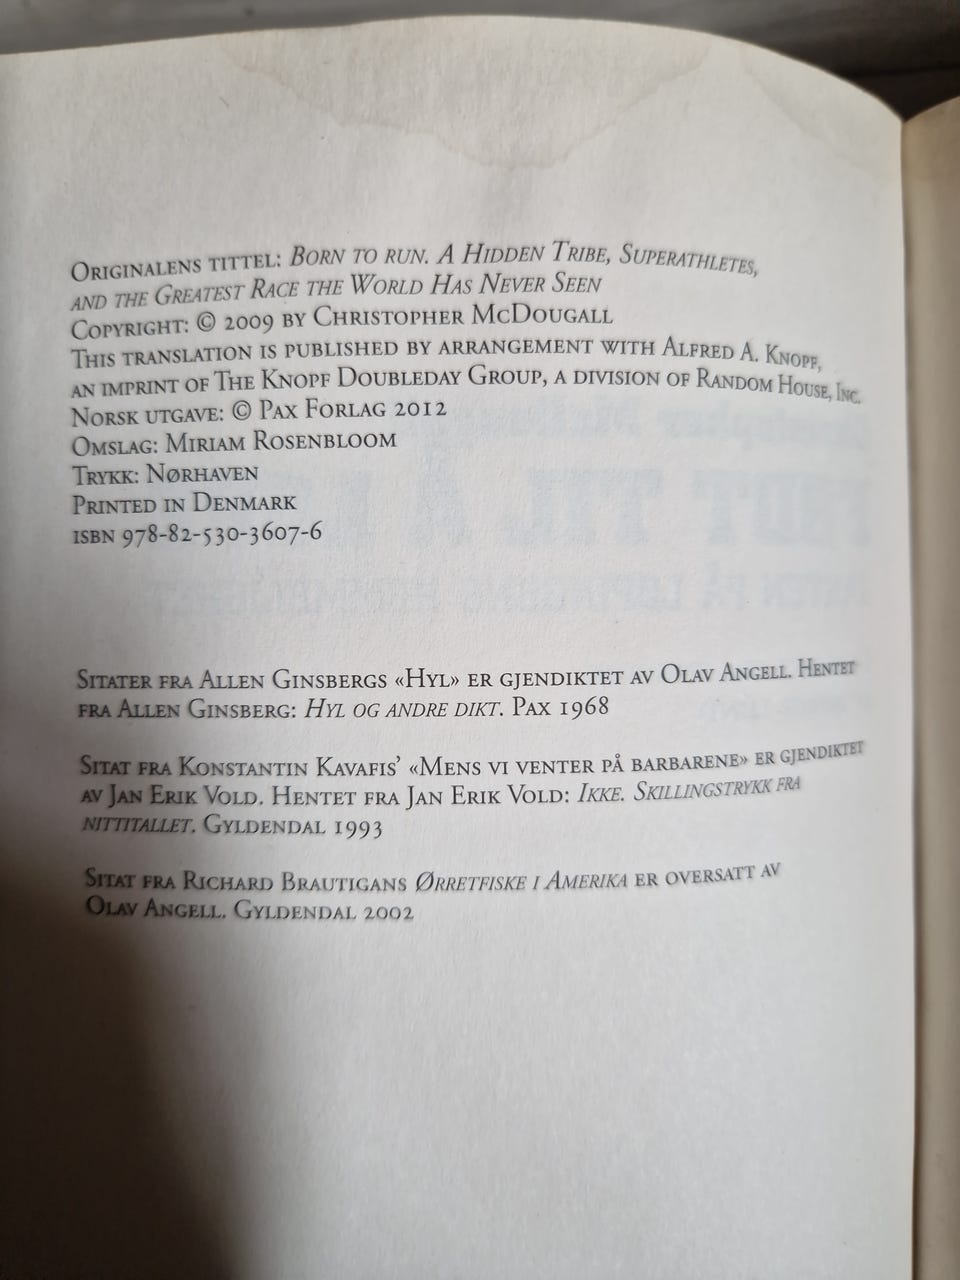 Originalens tittel: Born to run. A Hidden Tribe, Superathletes,
and the Greatest Race the World Has Never Seen
Copyright: © 2009 by Christopher McDougall
This translation is published by arrangement with Alfred A. Knopf,
an imprint of The Knopf Doubleday Group, a division of Random House, Inc.
Norsk utgave: © Pax Forlag 2012
Omslag: Miriam Rosenbloom
Trykk: Nørhaven
Printed in Denmark
ISBN 978-82-530-3607-6
Sitater fra Allen Ginsbergs «Hyl» er gjendiktet av Olav Angell. Hentet
fra Allen Ginsberg: Hyl og andre dikt. Pax 1968
Sitat fra Konstantin Kavafis’ «Mens vi venter på barbarene» er gjendiktet
av Jan Erik Vold. Hentet fra Jan Erik Vold: Ikke. Skillingstrykk fra
nittitallet. Gyldendal 1993
Sitat fra Richard Brautigans Ørretfiske i Amerika er oversatt av
Olav Angell. Gyldendal 2002